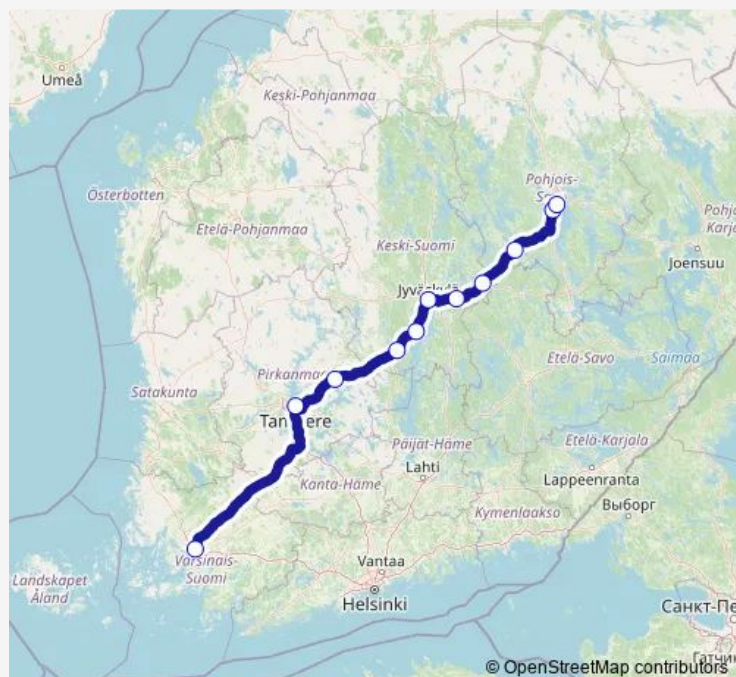 Umeå
Keski-Pohjanmaa
Österbotten
Pohjois-
Etelä-Pohjanmaa
Keski-Suomi
Joensuu
Jyväskylä
Etelä-Savo
Saimaa
Pirkanmaa
Satakunta
Päijät-Häme
Etelä-Karjala
Lahti
Lappeenranta
Kanta-Häme
Kymenlaakso
Выборг
Varsinais-
Suomi
Vantaa
Landskapet
Åland
Helsinki
© OpenStreetMap contributors